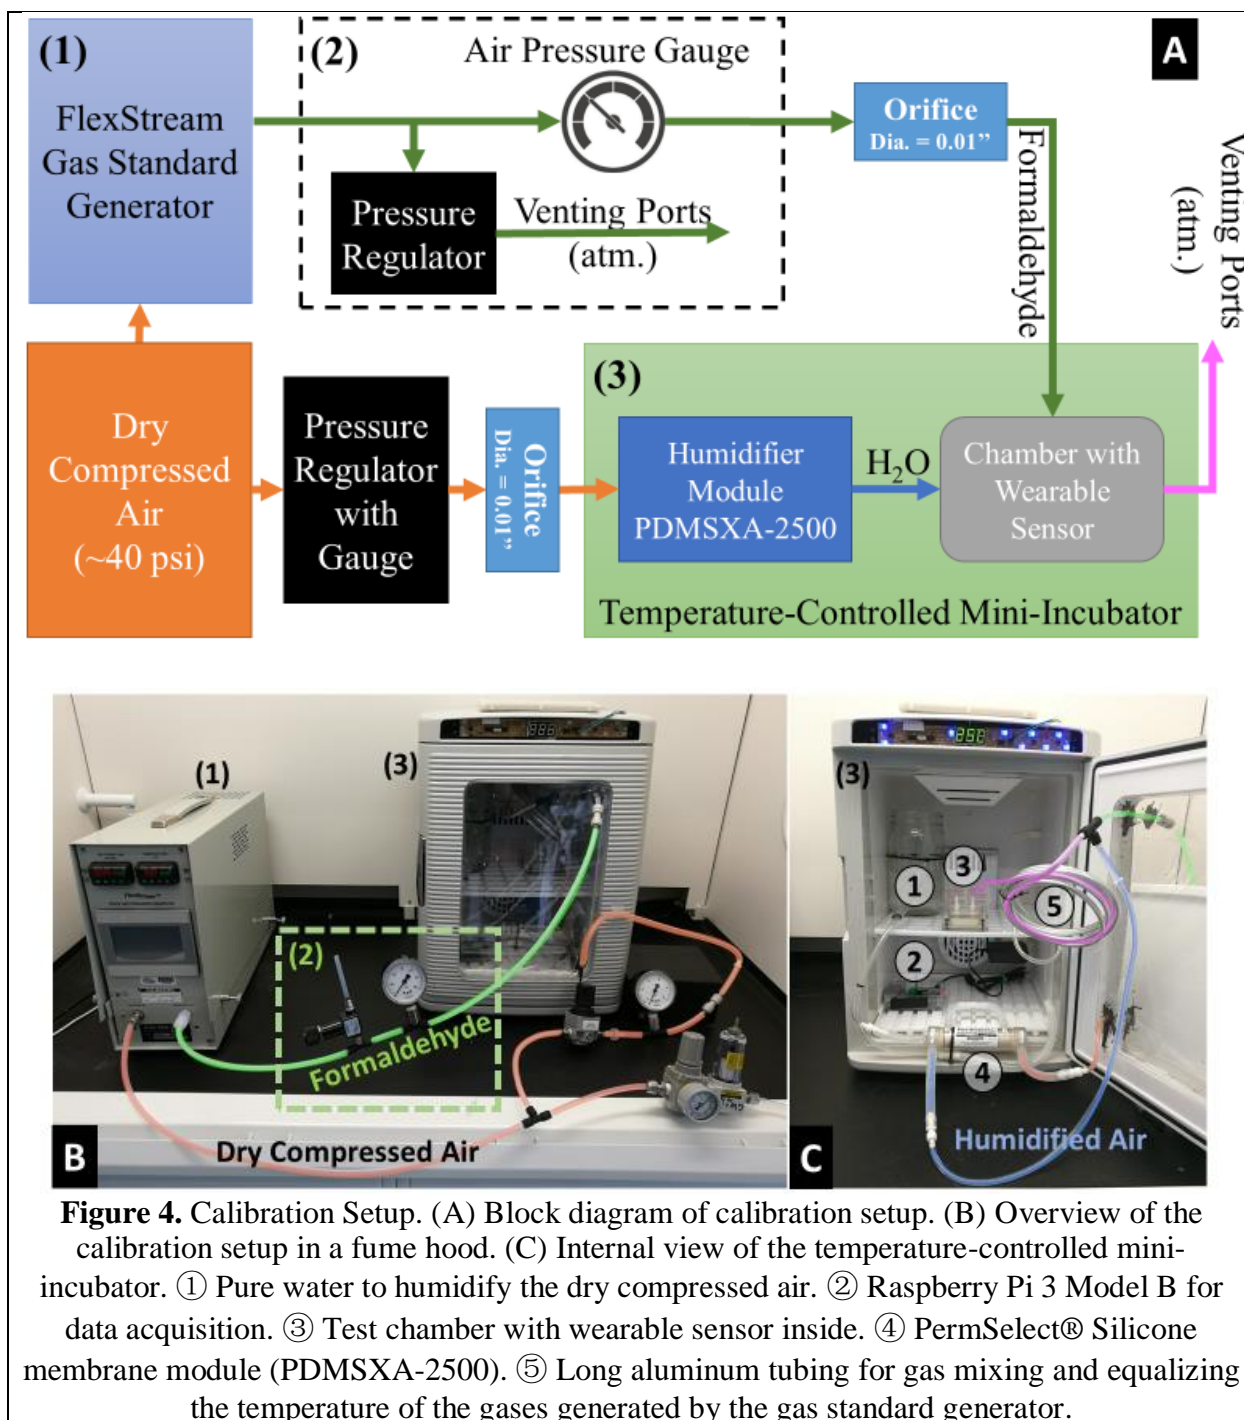 (1)
FlexStream
Gas Standard
Generator
(2)
Air Pressure Gauge
Pressure
Regulator
Venting Ports
(atm.)
Orifice
Dia. = 0.01”
Formaldehyde
A
Venting Ports
(atm.)
Dry
Compressed
Air
(~40 psi)
Pressure
Regulator
with
Gauge
Orifice
Dia. = 0.01”
(3)
Humidifier
Module
PDMSXA-2500
H₂O
Chamber with
Wearable
Sensor
Temperature-Controlled Mini-Incubator
(1)
(3)
(2)
Formaldehyde
Dry Compressed Air
B
(3)
1
3
5
2
4
Humidified Air
C
Figure 4. Calibration Setup. (A) Block diagram of calibration setup. (B) Overview of the
calibration setup in a fume hood. (C) Internal view of the temperature-controlled mini-
incubator. ① Pure water to humidify the dry compressed air. ② Raspberry Pi 3 Model B for
data acquisition. ③ Test chamber with wearable sensor inside. ④ PermSelect® Silicone
membrane module (PDMSXA-2500). ⑤ Long aluminum tubing for gas mixing and equalizing
the temperature of the gases generated by the gas standard generator.